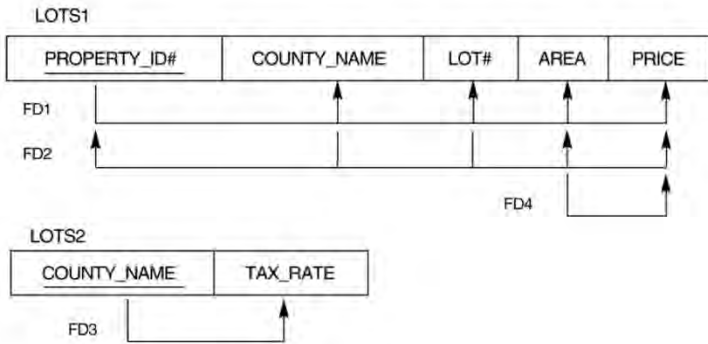 LOTS1
PROPERTY_ID# COUNTY_NAME LOT# AREA PRICE
FD1
FD2
FD4
LOTS2
COUNTY_NAME TAX_RATE
FD3